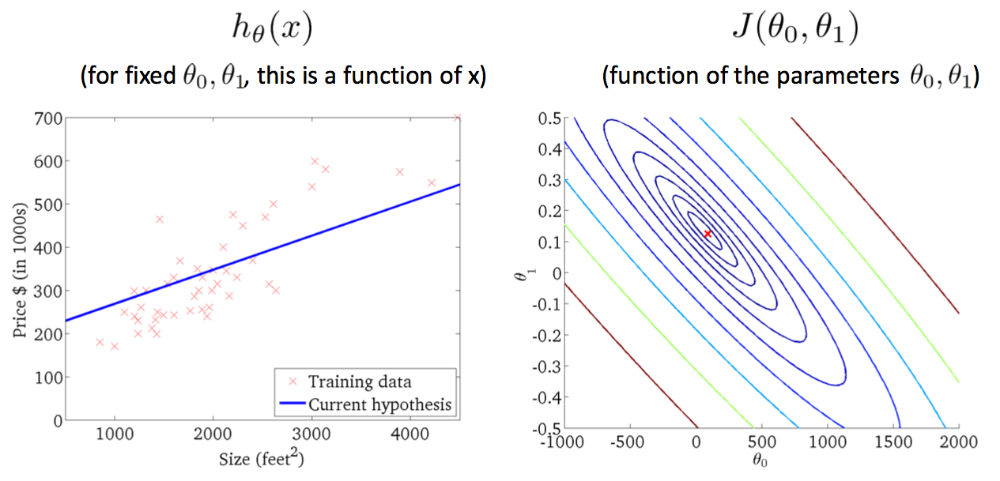 hθ(x)
(for fixed θ0, θ1, this is a function of x)
700
600
500
400
300
200
100
0
Price $ (in 1000s)
1000 2000 3000 4000
Size (feet²)
Training data
Current hypothesis
J(θ0, θ1)
(function of the parameters θ0, θ1)
0.5
0.4
0.3
0.2
0.1
0
-0.1
-0.2
-0.3
-0.4
-0.5
θ1
-1000 -500 0 500 1000 1500 2000
θ0